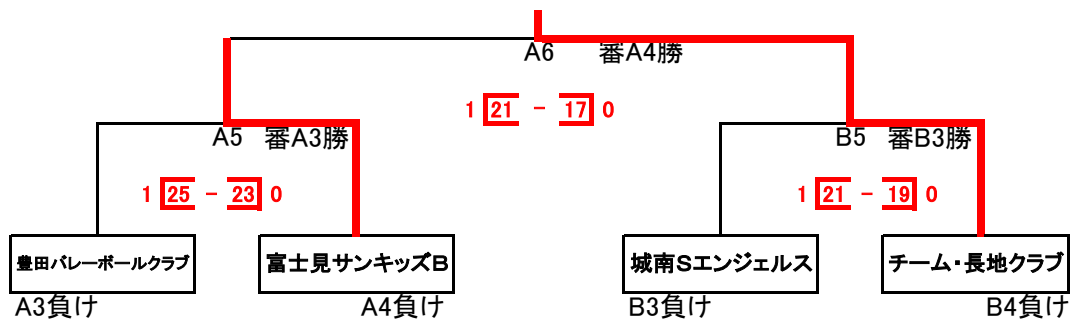 A6 審A4勝
1 21 - 17 0
A5 審A3勝
B5 審B3勝
1 25 - 23 0
1 21 - 19 0
豊田バレーボールクラブ
富士見サンキッズB
城南Sエンジェルス
チーム・長地クラブ
A3負け
A4負け
B3負け
B4負け